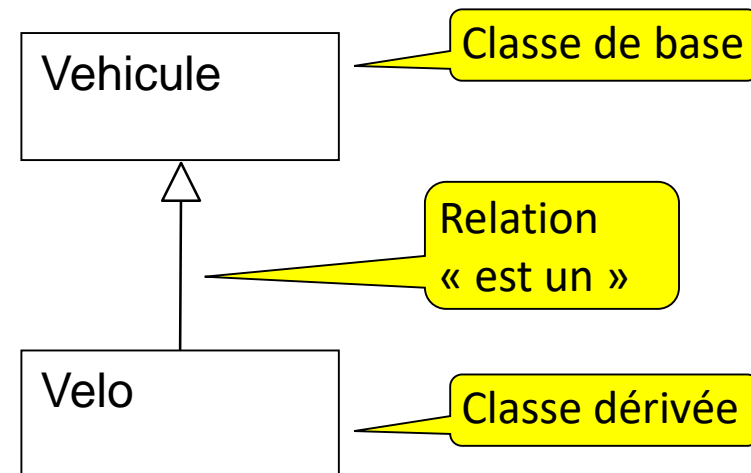 Vehicule
Classe de base
Relation
« est un »
Velo
Classe dérivée